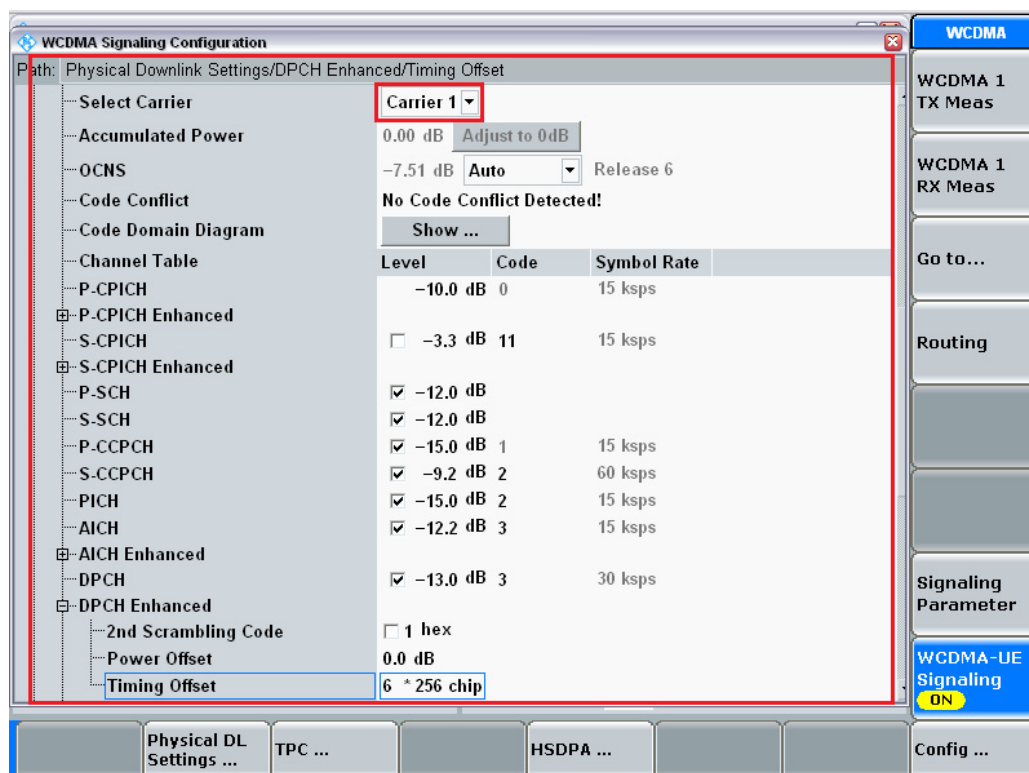 WCDMA Signaling Configuration
WCDMA
Path: Physical Downlink Settings/DPCH Enhanced/Timing Offset
Select Carrier Carrier 1
Accumulated Power 0.00 dB Adjust to 0dB
OCNS -7.51 dB Auto Release 6
Code Conflict No Code Conflict Detected!
Code Domain Diagram Show ...
Channel Table Level Code Symbol Rate
P-CPICH -10.0 dB 0 15 ksps
P-CPICH Enhanced
S-CPICH -3.3 dB 11 15 ksps
S-CPICH Enhanced
P-SCH -12.0 dB
S-SCH -12.0 dB
P-CCPCH -15.0 dB 1 15 ksps
S-CCPCH -9.2 dB 2 60 ksps
PICH -15.0 dB 2 15 ksps
AICH -12.2 dB 3 15 ksps
AICH Enhanced
DPCH -13.0 dB 3 30 ksps
DPCH Enhanced
2nd Scrambling Code 1 hex
Power Offset 0.0 dB
Timing Offset 6 * 256 chip
WCDMA 1
TX Meas
WCDMA 1
RX Meas
Go to...
Routing
Signaling
Parameter
WCDMA-UE
Signaling
ON
Physical DL
Settings ...
TPC ...
HSDPA ...
Config ...